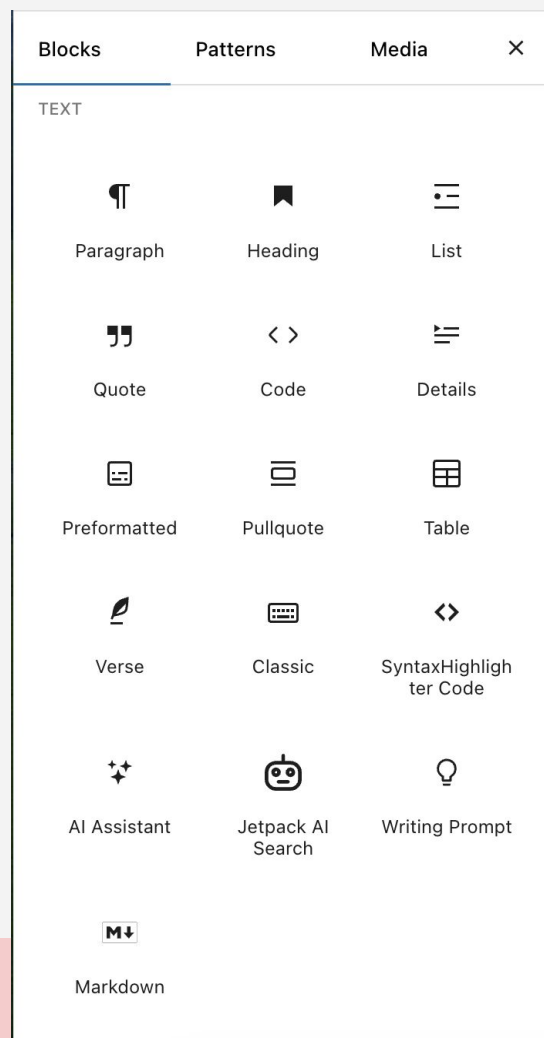 Blocks Patterns Media
TEXT
Paragraph Heading List
Quote Code Details
Preformatted Pullquote Table
Verse Classic SyntaxHighligh
ter Code
AI Assistant Jetpack AI Writing Prompt
Search
M
Markdown